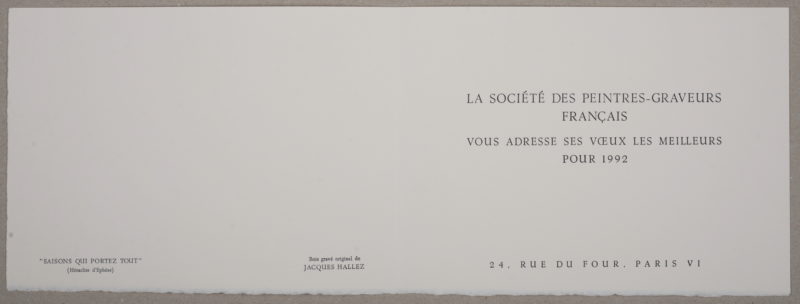 "SAISONS QUI PORTEZ TOUT"
(Héraclite d'Ephèse)
Bois gravé original de
JACQUES HALLEZ
LA SOCIÉTÉ DES PEINTRES-GRAVEURS
FRANÇAIS
VOUS ADRESSE SES VŒUX LES MEILLEURS
POUR 1992
24, RUE DU FOUR, PARIS VI